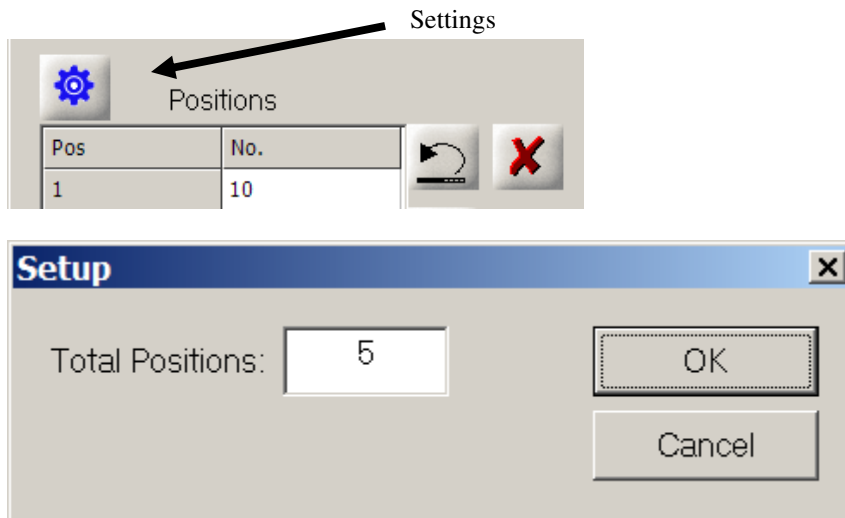 Settings
Positions
Pos No.
1 10
Setup
Total Positions: 5
OK
Cancel